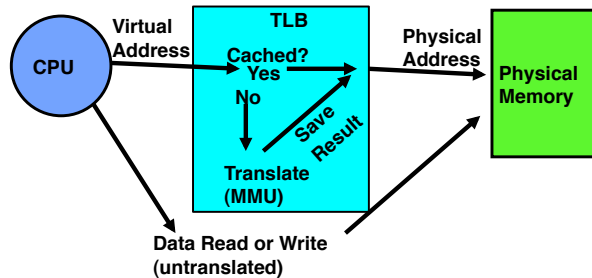 CPU
Virtual
Address
TLB
Cached?
Yes
No
Save
Result
Translate
(MMU)
Physical
Address
Physical
Memory
Data Read or Write
(untranslated)